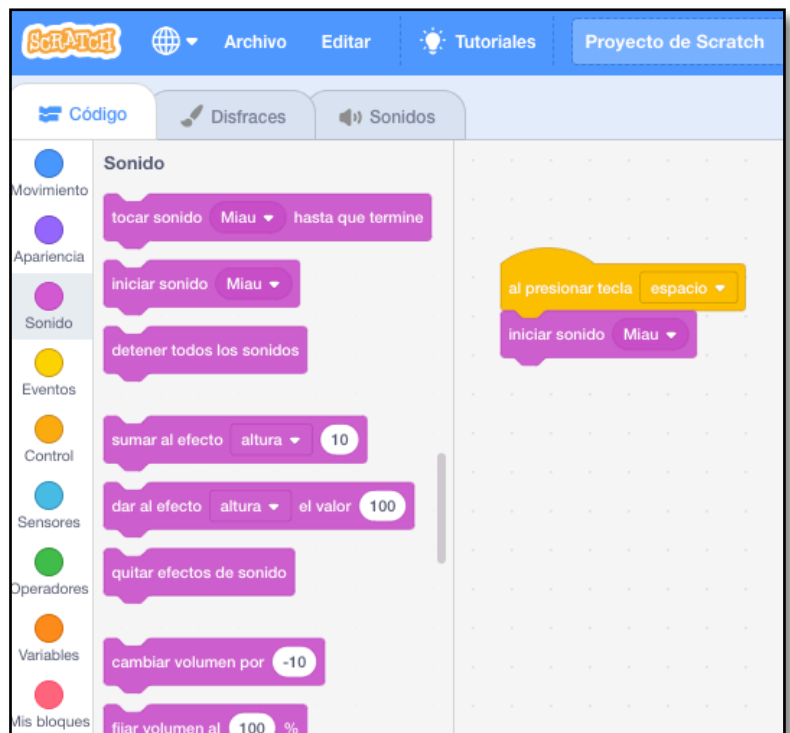 SCRATCH Archivo Editar Tutoriales Proyecto de Scratch
Código Disfraces Sonidos
Movimiento
Apariencia
Sonido
Eventos
Control
Sensores
Operadores
Variables
Mis bloques
Sonido
tocar sonido Miau hasta que termine
iniciar sonido Miau
detener todos los sonidos
sumar al efecto altura 10
dar al efecto altura el valor 100
quitar efectos de sonido
cambiar volumen por -10
fijar volumen al 100 %
al presionar tecla espacio
iniciar sonido Miau